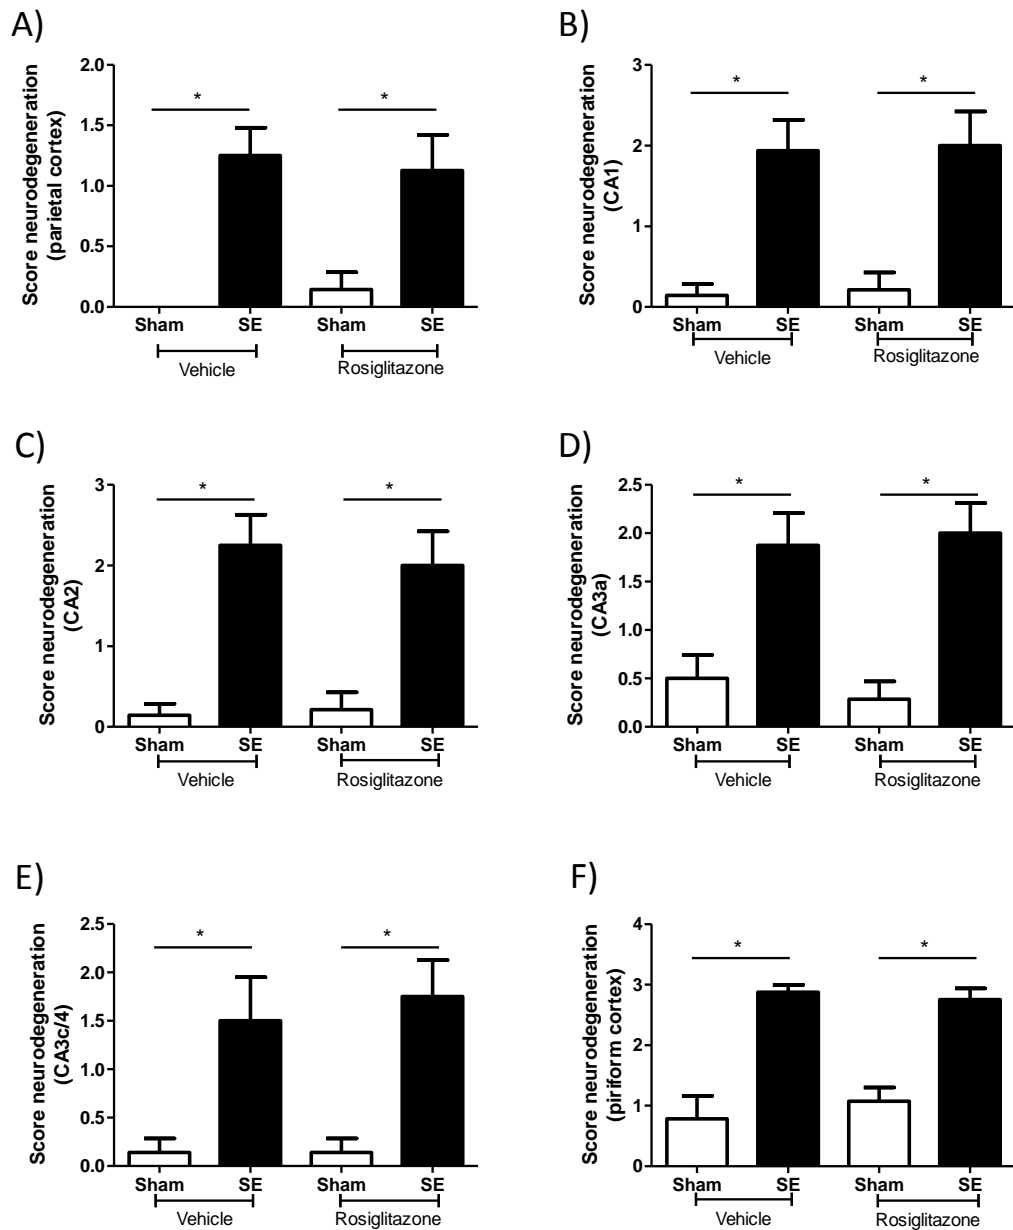 A)
Score neurodegeneration
(parietal cortex)
2.0
1.5
1.0
0.5
0.0
*
*
Sham
SE
Sham
SE
Vehicle
Rosiglitazone
B)
Score neurodegeneration
(CA1)
3
2
1
0
*
*
Sham
SE
Sham
SE
Vehicle
Rosiglitazone
C)
Score neurodegeneration
(CA2)
3
2
1
0
*
*
Sham
SE
Sham
SE
Vehicle
Rosiglitazone
D)
Score neurodegeneration
(CA3a)
2.5
2.0
1.5
1.0
0.5
0.0
*
*
Sham
SE
Sham
SE
Vehicle
Rosiglitazone
E)
Score neurodegeneration
(CA3c/4)
2.5
2.0
1.5
1.0
0.5
0.0
*
*
Sham
SE
Sham
SE
Vehicle
Rosiglitazone
F)
Score neurodegeneration
(piriform cortex)
4
3
2
1
0
*
*
Sham
SE
Sham
SE
Vehicle
Rosiglitazone